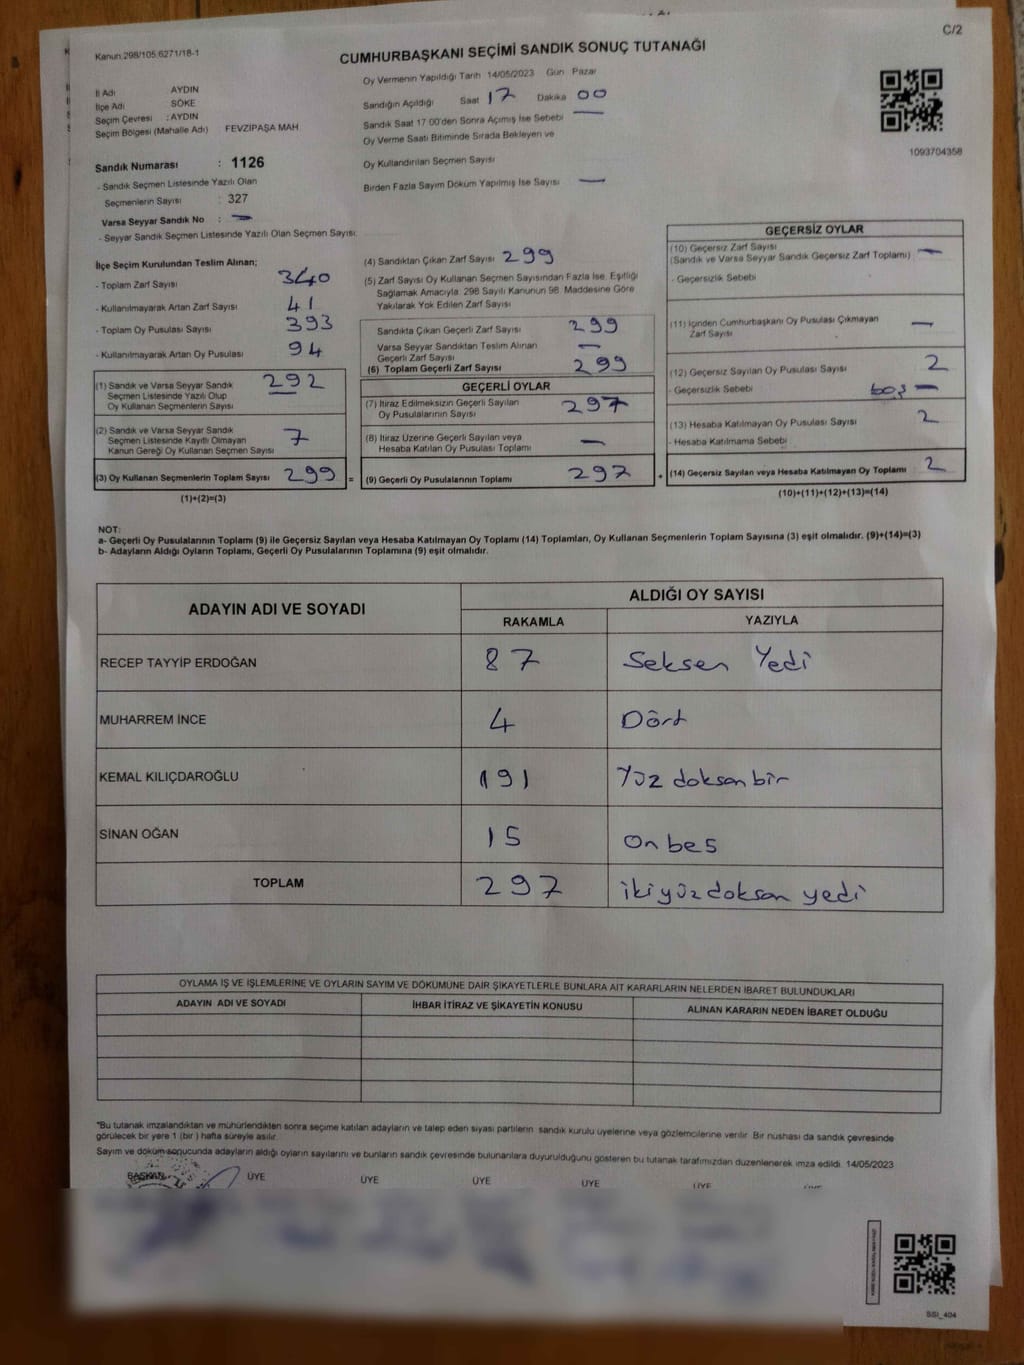 C/2
Kanun.298/105,6271/18-1
CUMHURBAŞKANI SEÇİMİ SANDIK SONUÇ TUTANAĞI
İl Adı AYDIN
İlçe Adı SÖKE
Seçim Çevresi : AYDIN
Seçim Bölgesi (Mahalle Adı) FEVZİPAŞA MAH.
Oy Vermenin Yapıldığı Tarih 14/05/2023 Gün Pazar
Sandığın Açıldığı Saat 17 Dakika 00
Sandık Saat 17.00'den Sonra Açımış İse Sebebi —
Oy Verme Saati Bitiminde Sırada Bekleyen ve
Oy Kullandırılan Seçmen Sayısı
Birden Fazla Sayım Döküm Yapılmış İse Sayısı —
1093704358
Sandık Numarası : 1126
- Sandık Seçmen Listesinde Yazılı Olan
Seçmenlerin Sayısı : 327
Varsa Seyyar Sandık No : —
- Seyyar Sandık Seçmen Listesinde Yazılı Olan Seçmen Sayısı:
İlçe Seçim Kurulundan Teslim Alınan;
- Toplam Zarf Sayısı 340
- Kullanılmayarak Artan Zarf Sayısı 41
- Toplam Oy Pusulası Sayısı 393
- Kullanılmayarak Artan Oy Pusulası 94
(1) Sandık ve Varsa Seyyar Sandık
Seçmen Listesinde Yazılı Olup
Oy Kullanan Seçmenlerin Sayısı 292
(2) Sandık ve Varsa Seyyar Sandık
Seçmen Listesinde Kayıtlı Olmayan
Kanun Gereği Oy Kullanan Seçmen Sayısı 7
(3) Oy Kullanan Seçmenlerin Toplam Sayısı 299 =
(1)+(2)=(3)
(4) Sandıktan Çıkan Zarf Sayısı 299
(5) Zarf Sayısı Oy Kullanan Seçmen Sayısından Fazla İse, Eşitliği
Sağlamak Amacıyla, 298 Sayılı Kanunun 98. Maddesine Göre
Yakılarak Yok Edilen Zarf Sayısı
Sandıkta Çıkan Geçerli Zarf Sayısı 299
Varsa Seyyar Sandıktan Teslim Alınan
Geçerli Zarf Sayısı —
(6) Toplam Geçerli Zarf Sayısı 299
GEÇERLİ OYLAR
(7) İtiraz Edilmeksizin Geçerli Sayılan
Oy Pusulalarının Sayısı 297
(8) İtiraz Üzerine Geçerli Sayılan veya
Hesaba Katılan Oy Pusulası Toplamı —
(9) Geçerli Oy Pusulalarının Toplamı 297 +
GEÇERSİZ OYLAR
(10) Geçersiz Zarf Sayısı
(Sandık ve Varsa Seyyar Sandık Geçersiz Zarf Toplamı) —
- Geçersizlik Sebebi
(11) İçinden Cumhurbaşkanı Oy Pusulası Çıkmayan
Zarf Sayısı —
(12) Geçersiz Sayılan Oy Pusulası Sayısı 2
- Geçersizlik Sebebi boş —
(13) Hesaba Katılmayan Oy Pusulası Sayısı 2
- Hesaba Katılmama Sebebi
(14) Geçersiz Sayılan veya Hesaba Katılmayan Oy Toplamı 2
(10)+(11)+(12)+(13)=(14)
NOT:
a- Geçerli Oy Pusulalarının Toplamı (9) ile Geçersiz Sayılan veya Hesaba Katılmayan Oy Toplamı (14) Toplamları, Oy Kullanan Seçmenlerin Toplam Sayısına (3) eşit olmalıdır. (9)+(14)=(3)
b- Adayların Aldığı Oyların Toplamı, Geçerli Oy Pusulalarının Toplamına (9) eşit olmalıdır.
ADAYIN ADI VE SOYADI ALDIĞI OY SAYISI
RAKAMLA YAZIYLA
RECEP TAYYİP ERDOĞAN 87 Seksen Yedi
MUHARREM İNCE 4 Dört
KEMAL KILIÇDAROĞLU 191 Yüz doksan bir
SİNAN OĞAN 15 On beş
TOPLAM 297 iki yüz doksan yedi
OYLAMA İŞ VE İŞLEMLERİNE VE OYLARIN SAYIM VE DÖKÜMÜNE DAİR ŞİKAYETLERLE BUNLARA AİT KARARLARIN NELERDEN İBARET BULUNDUKLARI
ADAYIN ADI VE SOYADI İHBAR İTİRAZ VE ŞİKAYETİN KONUSU ALINAN KARARIN NEDEN İBARET OLDUĞU
*Bu tutanak imzalandıktan ve mühürlendikten sonra seçime katılan adayların ve talep eden siyasi partilerin sandık kurulu üyelerine veya gözlemcilerine verilir. Bir nushası da sandık çevresinde
görülecek bir yere 1 (bir ) hafta süreyle asılır.
Sayım ve döküm sonucunda adayların aldığı oyların sayılarını ve bunların sandık çevresinde bulunanlara duyurulduğunu gösteren bu tutanak tarafımızdan düzenlenerek imza edildi. 14/05/2023
BAŞKAN ÜYE ÜYE ÜYE ÜYE ÜYE
SSI_404